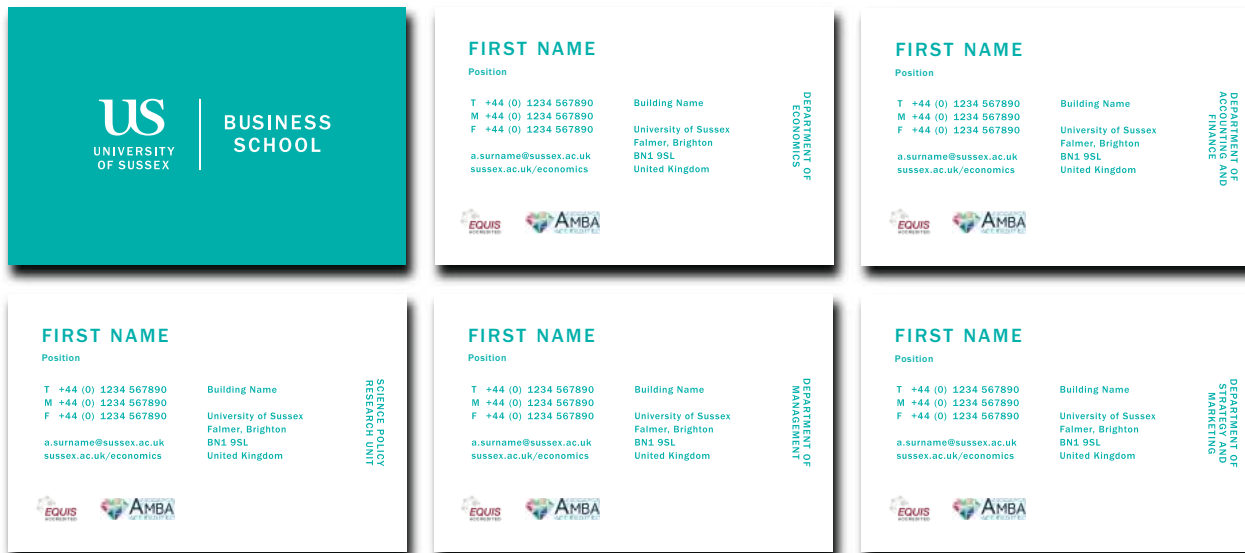 US
UNIVERSITY
OF SUSSEX
BUSINESS
SCHOOL
FIRST NAME
Position
T +44 (0) 1234 567890
M +44 (0) 1234 567890
F +44 (0) 1234 567890
a.surname@sussex.ac.uk
sussex.ac.uk/economics
Building Name
University of Sussex
Falmer, Brighton
BN1 9SL
United Kingdom
DEPARTMENT OF
ECONOMICS
EQUIS
ACCREDITED
AMBA
ACCREDITED
FIRST NAME
Position
T +44 (0) 1234 567890
M +44 (0) 1234 567890
F +44 (0) 1234 567890
a.surname@sussex.ac.uk
sussex.ac.uk/economics
Building Name
University of Sussex
Falmer, Brighton
BN1 9SL
United Kingdom
DEPARTMENT OF
ACCOUNTING AND
FINANCE
EQUIS
ACCREDITED
AMBA
ACCREDITED
FIRST NAME
Position
T +44 (0) 1234 567890
M +44 (0) 1234 567890
F +44 (0) 1234 567890
a.surname@sussex.ac.uk
sussex.ac.uk/economics
Building Name
University of Sussex
Falmer, Brighton
BN1 9SL
United Kingdom
SCIENCE POLICY
RESEARCH UNIT
EQUIS
ACCREDITED
AMBA
ACCREDITED
FIRST NAME
Position
T +44 (0) 1234 567890
M +44 (0) 1234 567890
F +44 (0) 1234 567890
a.surname@sussex.ac.uk
sussex.ac.uk/economics
Building Name
University of Sussex
Falmer, Brighton
BN1 9SL
United Kingdom
DEPARTMENT OF
MANAGEMENT
EQUIS
ACCREDITED
AMBA
ACCREDITED
FIRST NAME
Position
T +44 (0) 1234 567890
M +44 (0) 1234 567890
F +44 (0) 1234 567890
a.surname@sussex.ac.uk
sussex.ac.uk/economics
Building Name
University of Sussex
Falmer, Brighton
BN1 9SL
United Kingdom
DEPARTMENT OF
STRATEGY AND
MARKETING
EQUIS
ACCREDITED
AMBA
ACCREDITED